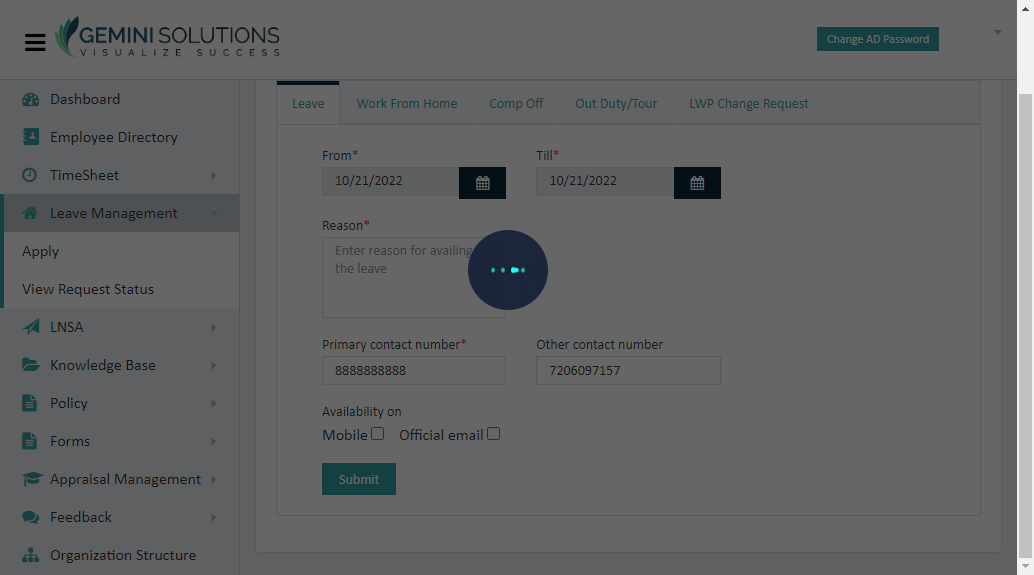 GEMINI SOLUTIONS
VISUALIZE SUCCESS
Change AD Password
Dashboard
Employee Directory
TimeSheet
Leave Management
Apply
View Request Status
LNSA
Knowledge Base
Policy
Forms
Appraisal Management
Feedback
Organization Structure
Leave
Work From Home
Comp Off
Out Duty/Tour
LWP Change Request
From*
Till*
10/21/2022
10/21/2022
Reason*
Enter reason for availing
the leave
Primary contact number*
Other contact number
8888888888
7206097157
Availability on
Mobile
Official email
Submit